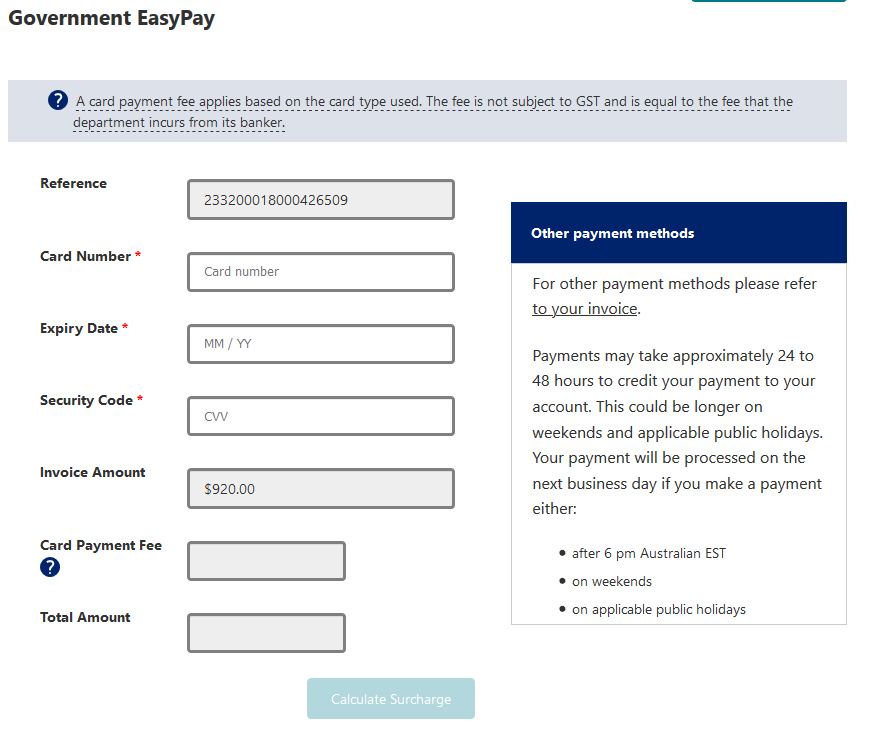 Government EasyPay
? A card payment fee applies based on the card type used. The fee is not subject to GST and is equal to the fee that the
department incurs from its banker.
Reference
233200018000426509
Card Number *
Card number
Expiry Date *
MM / YY
Security Code *
CVV
Invoice Amount
$920.00
Card Payment Fee
?
Total Amount
Calculate Surcharge
Other payment methods
For other payment methods please refer
to your invoice.
Payments may take approximately 24 to
48 hours to credit your payment to your
account. This could be longer on
weekends and applicable public holidays.
Your payment will be processed on the
next business day if you make a payment
either:
• after 6 pm Australian EST
• on weekends
• on applicable public holidays